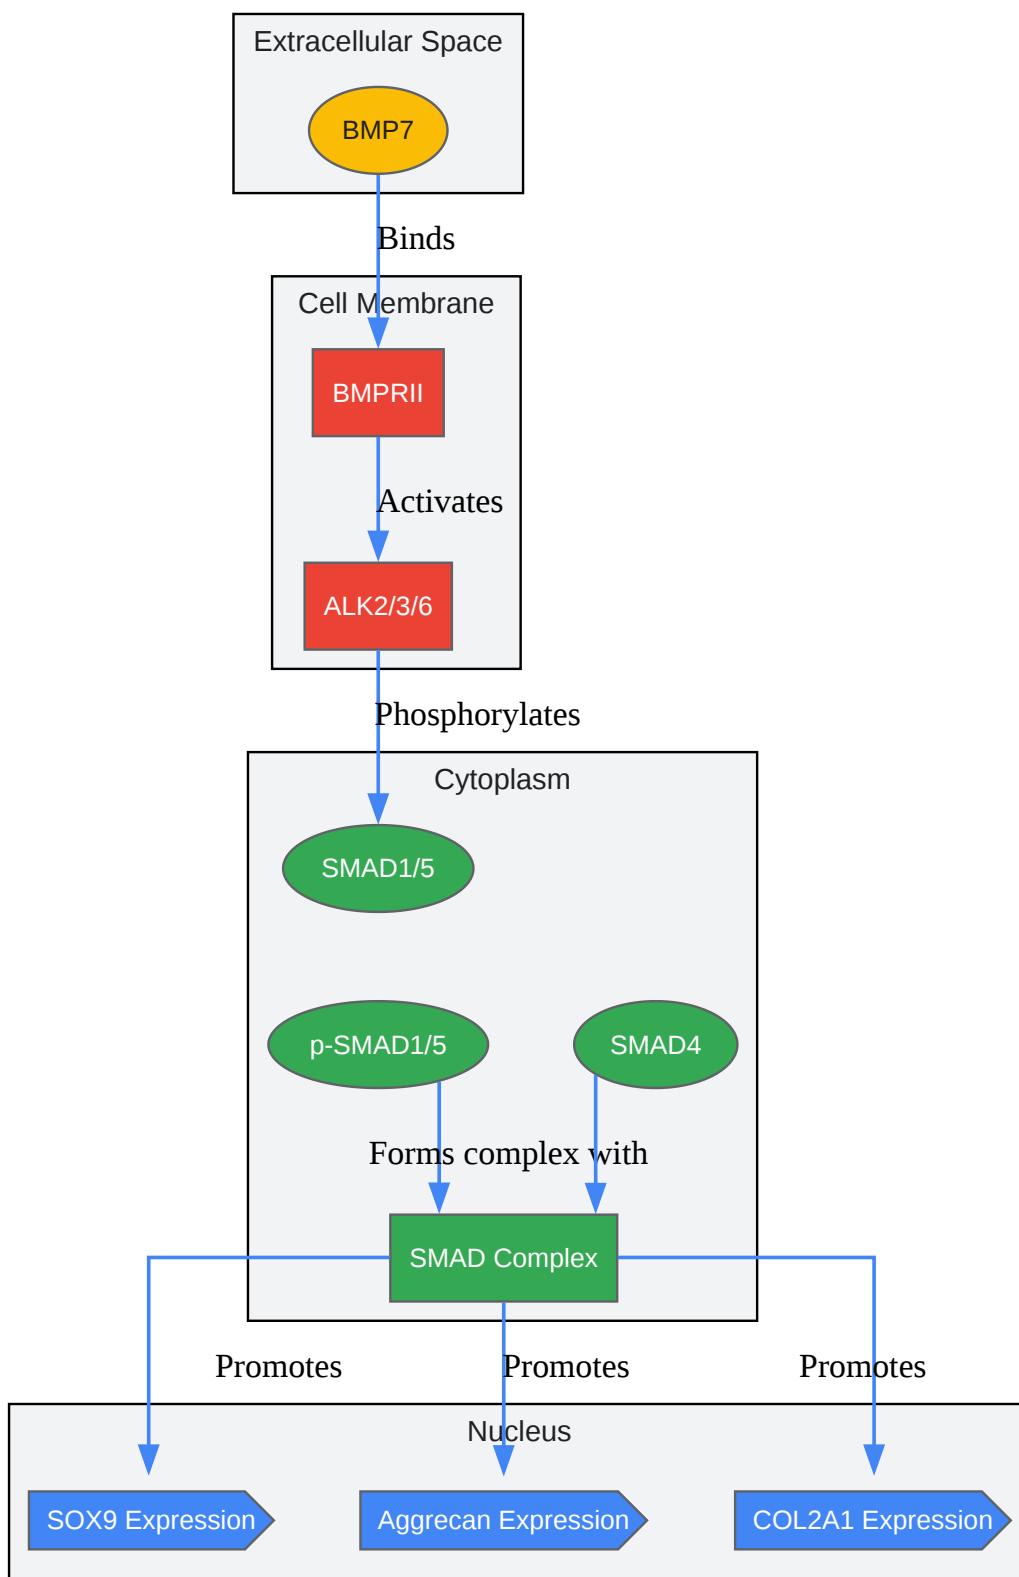 Extracellular Space
BMP7
Binds
Cell Membrane
BMPRII
Activates
ALK2/3/6
Phosphorylates
Cytoplasm
SMAD1/5
p-SMAD1/5
SMAD4
Forms complex with
SMAD Complex
Promotes
Promotes
Promotes
Nucleus
SOX9 Expression
Aggrecan Expression
COL2A1 Expression